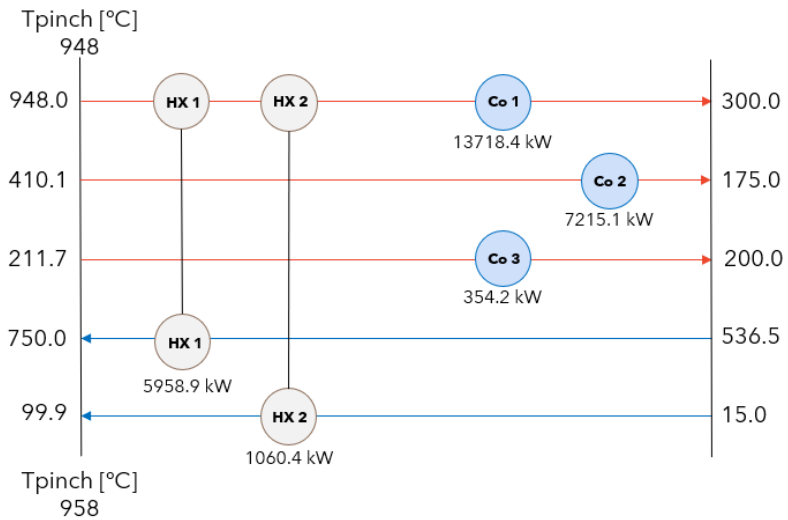 Tpinch [°C]
948
948.0
HX 1
HX 2
Co 1
300.0
13718.4 kW
410.1
Co 2
175.0
7215.1 kW
211.7
Co 3
200.0
354.2 kW
750.0
HX 1
536.5
5958.9 kW
99.9
HX 2
15.0
1060.4 kW
Tpinch [°C]
958